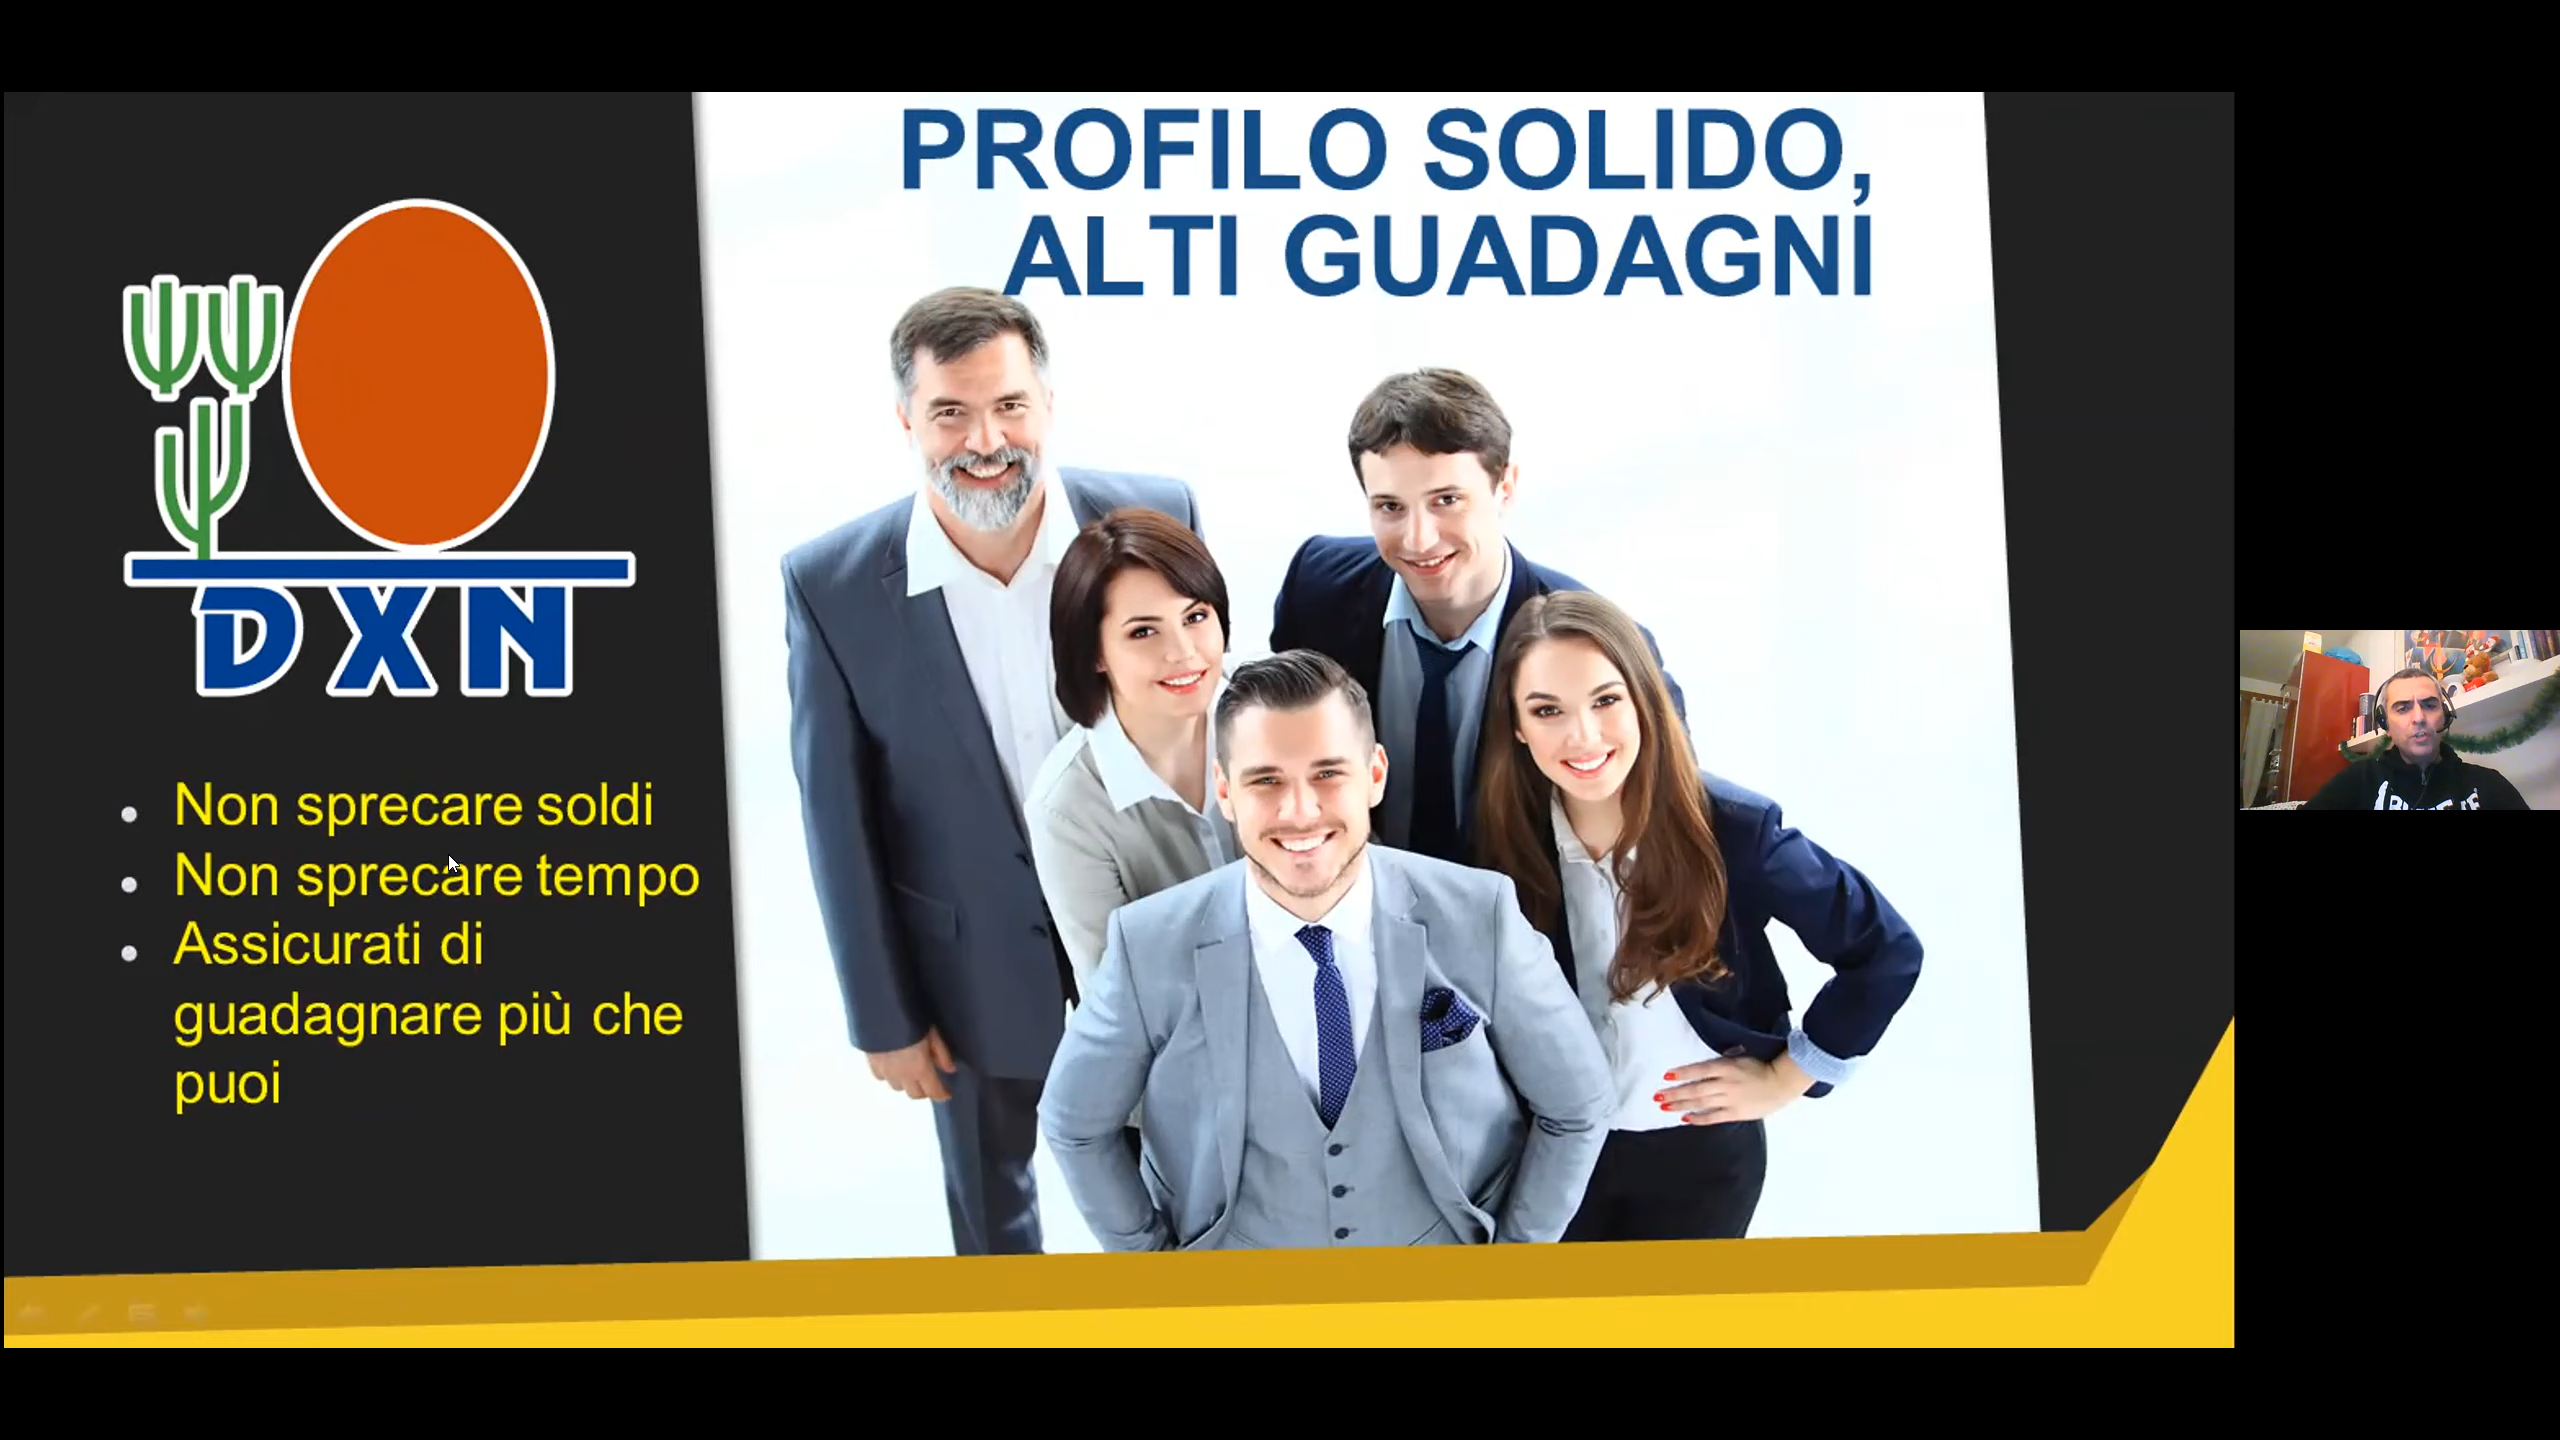 PROFILO SOLIDO,
ALTI GUADAGNI
DXN
Non sprecare soldi
Non sprecare tempo
Assicurati di
guadagnare più che
puoi